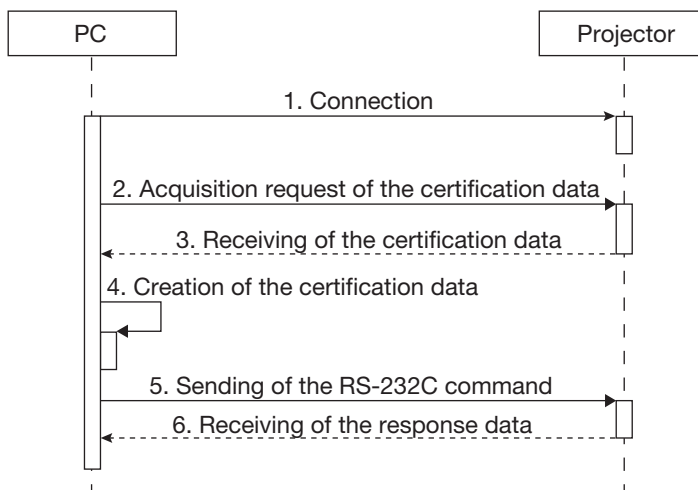 PC
Projector
1. Connection
2. Acquisition request of the certification data
3. Receiving of the certification data
4. Creation of the certification data
5. Sending of the RS-232C command
6. Receiving of the response data